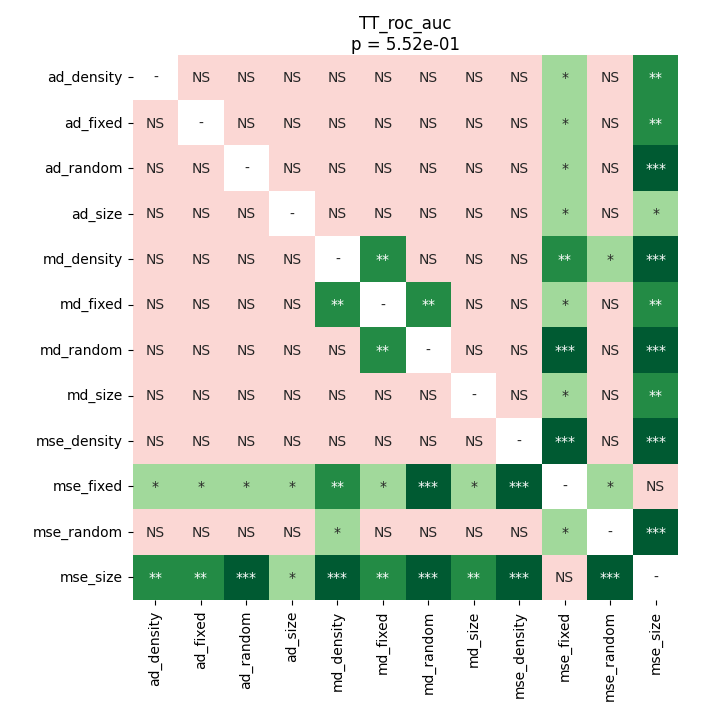 TT_roc_auc
p = 5.52e-01
ad_density - NS NS NS NS NS NS NS NS * NS **
ad_fixed NS - NS NS NS NS NS NS NS * NS **
ad_random NS NS - NS NS NS NS NS NS * NS ***
ad_size NS NS NS - NS NS NS NS NS * NS *
md_density NS NS NS NS - ** NS NS NS ** * ***
md_fixed NS NS NS NS ** - ** NS NS * NS **
md_random NS NS NS NS NS ** - NS NS *** NS ***
md_size NS NS NS NS NS NS NS - NS * NS **
mse_density NS NS NS NS NS NS NS NS - *** NS ***
mse_fixed * * * * ** * *** * *** - * NS
mse_random NS NS NS NS * NS NS NS NS * - ***
mse_size ** ** *** * *** ** *** ** *** NS *** -
ad_density
ad_fixed
ad_random
ad_size
md_density
md_fixed
md_random
md_size
mse_density
mse_fixed
mse_random
mse_size